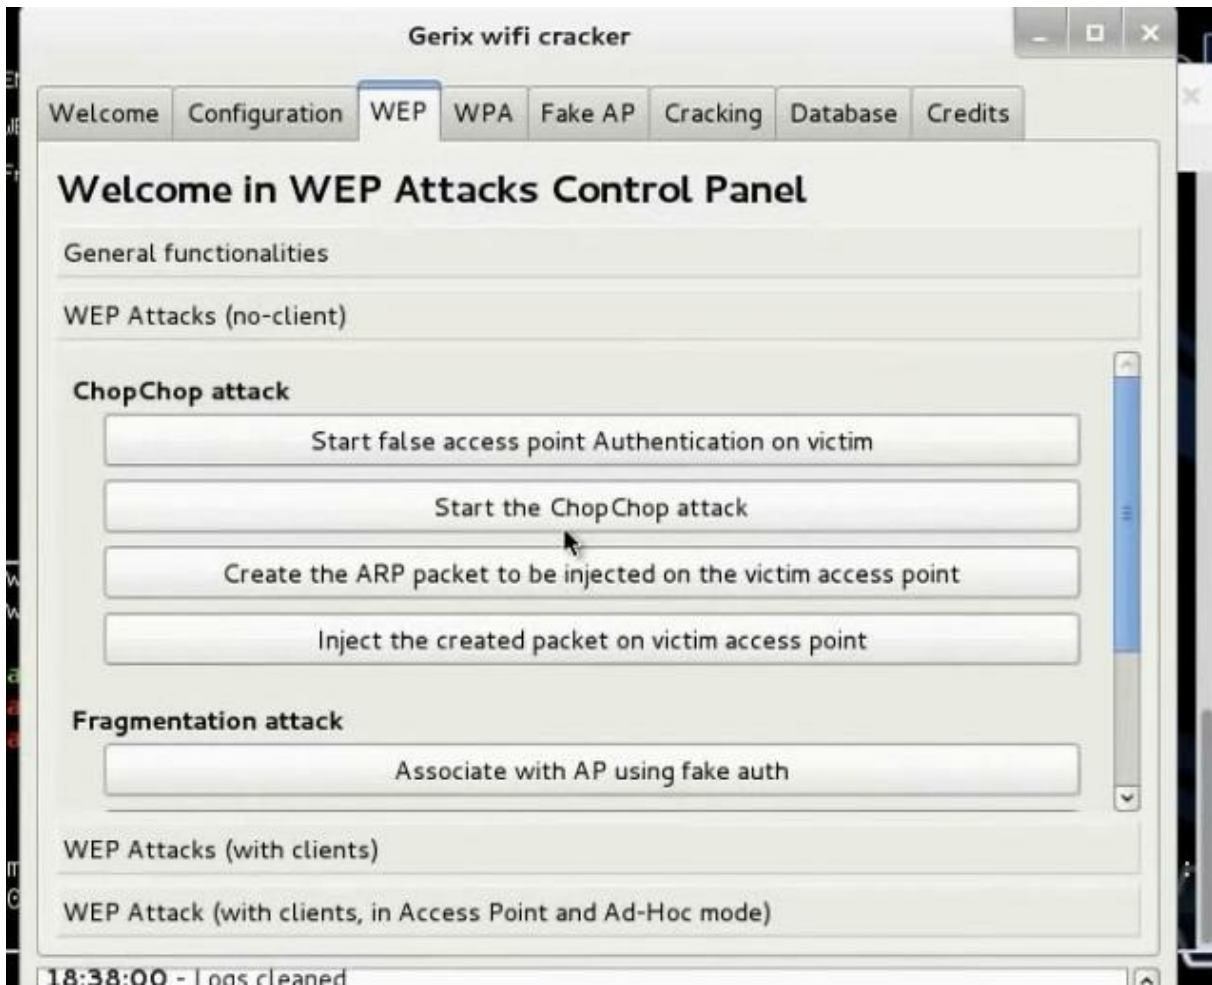 Gerix wifi cracker
Welcome Configuration WEP WPA Fake AP Cracking Database Credits
Welcome in WEP Attacks Control Panel
General functionalities
WEP Attacks (no-client)
ChopChop attack
Start false access point Authentication on victim
Start the ChopChop attack
Create the ARP packet to be injected on the victim access point
Inject the created packet on victim access point
Fragmentation attack
Associate with AP using fake auth
WEP Attacks (with clients)
WEP Attack (with clients, in Access Point and Ad-Hoc mode)
18:38:00 - Logs cleaned